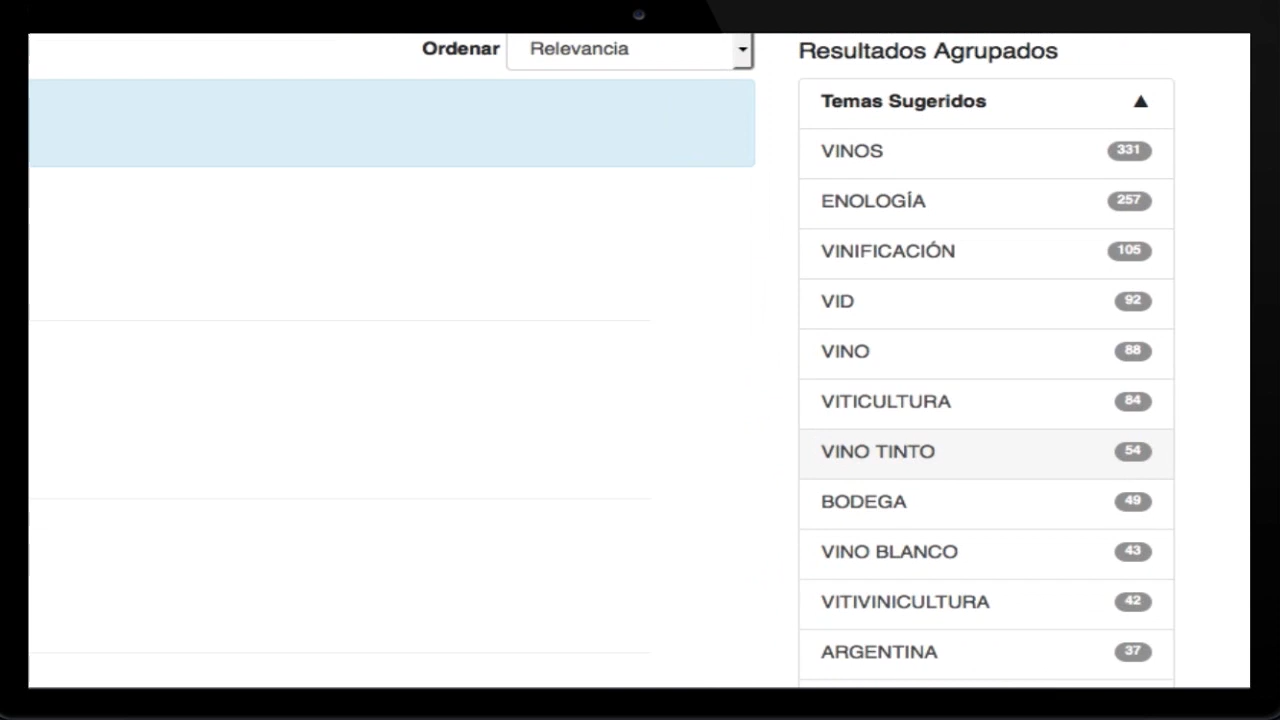 Ordenar Relevancia
Resultados Agrupados
Temas Sugeridos ▲
VINOS 331
ENOLOGÍA 257
VINIFICACIÓN 105
VID 92
VINO 88
VITICULTURA 84
VINO TINTO 54
BODEGA 49
VINO BLANCO 43
VITIVINICULTURA 42
ARGENTINA 37